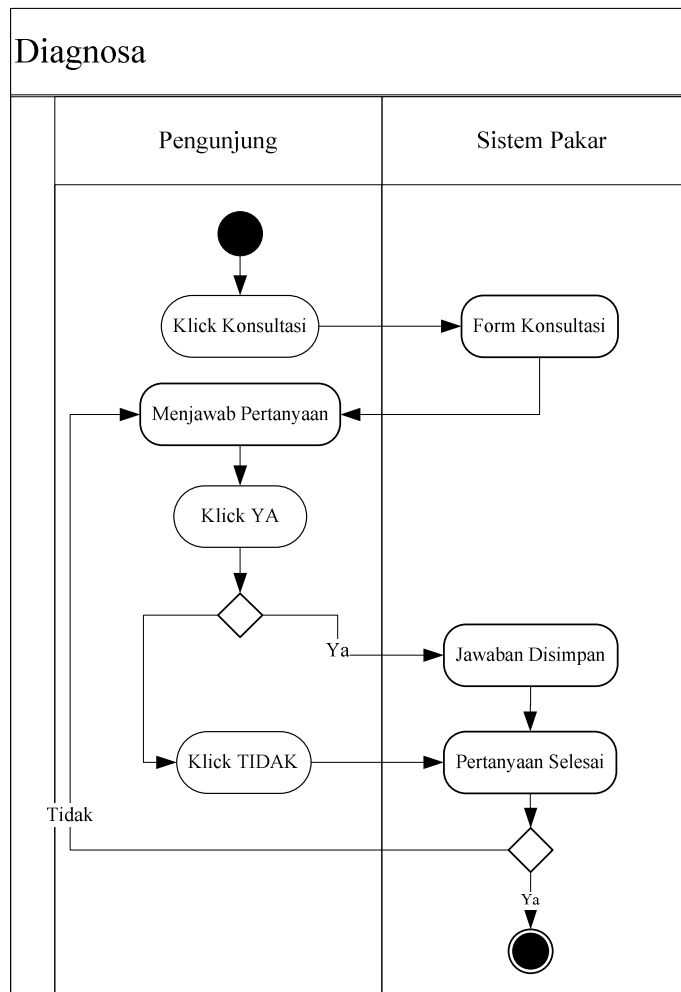 Diagnosa
Pengunjung
Sistem Pakar
Klick Konsultasi
Form Konsultasi
Menjawab Pertanyaan
Klick YA
Ya
Jawaban Disimpan
Klick TIDAK
Pertanyaan Selesai
Tidak
Ya